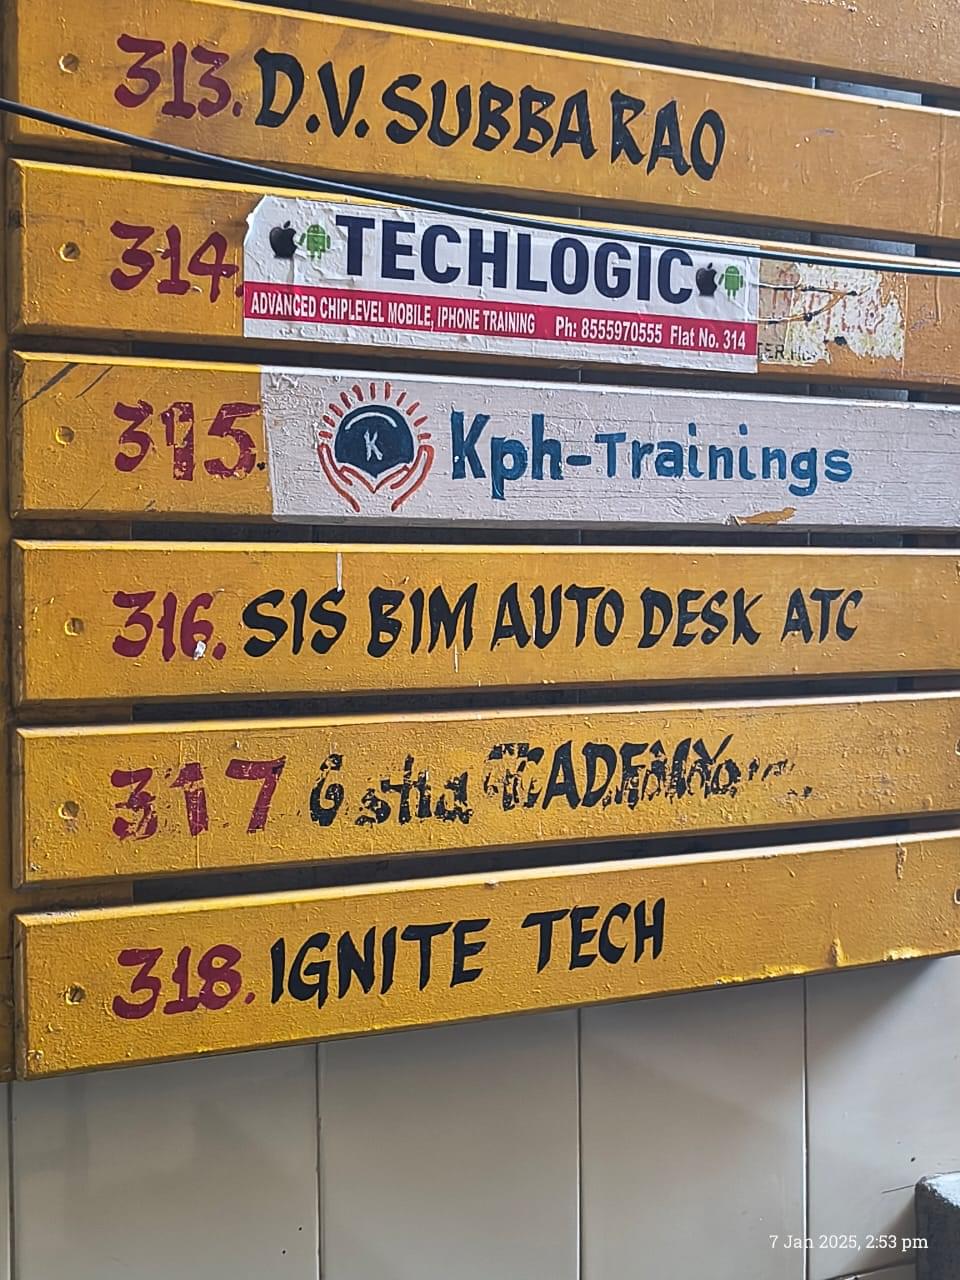 313. D.V. SUBBA RAO
314. TECHLOGIC
ADVANCED CHIPLEVEL MOBILE, IPHONE TRAINING Ph: 8555970555 Flat No. 314
315. K Kph-Trainings
316. SIS BIM AUTO DESK ATC
317
318. IGNITE TECH
7 Jan 2025, 2:53 pm